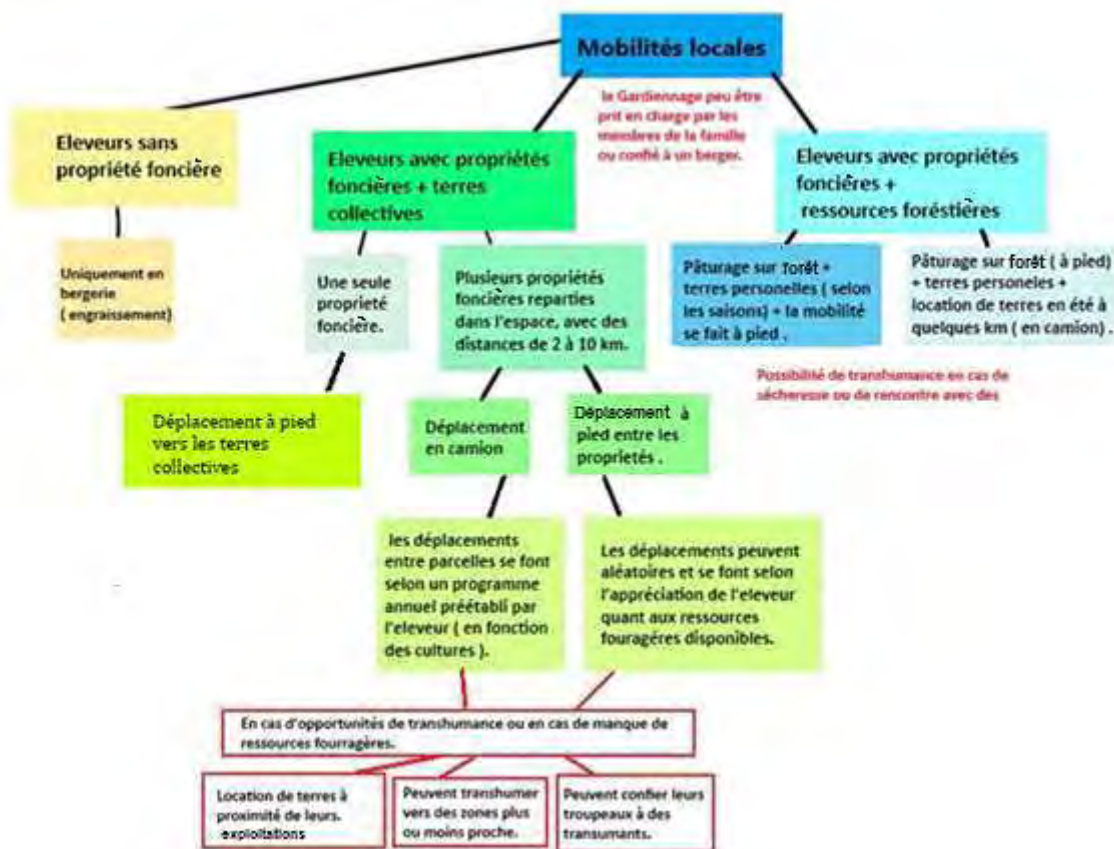 Mobilités locales
le Gardiennage peu être
prit en charge par les
membres de la famille
ou confié à un berger.
Eleveurs sans
propriété foncière
Eleveurs avec propriétés
foncières + terres
collectives
Eleveurs avec propriétés
foncières +
ressources foréstières
Uniquement en
bergerie
( engraissement)
Une seule
proprieté
foncière.
Plusieurs propriétés
foncières reparties
dans l'espace, avec des
distances de 2 à 10 km.
Pâturage sur forêt +
terres personelles ( selon
les saisons) + la mobilité
se fait à pied .
Pâturage sur forêt ( à pied)
+ terres personeles +
location de terres en été à
quelques km ( en camion) .
Possibilité de transhumance en cas de
sécheresse ou de rencontre avec des
Déplacement à pied
vers les terres
collectives
Déplacement
en camion
Déplacement à
pied entre les
proprietés .
les déplacements
entre parcelles se font
selon un programme
annuel préétabli par
l'eleveur ( en fonction
des cultures ).
Les déplacements peuvent
aléatoires et se font selon
l'appréciation de l'eleveur
quant aux ressources
fouragéres disponibles.
En cas d'opportunités de transhumance ou en cas de manque de
ressources fourragères.
Location de terres à
proximité de leurs.
exploitations
Peuvent transhumer
vers des zones plus
ou moins proche.
Peuvent confier leurs
troupeaux à des
transumants.